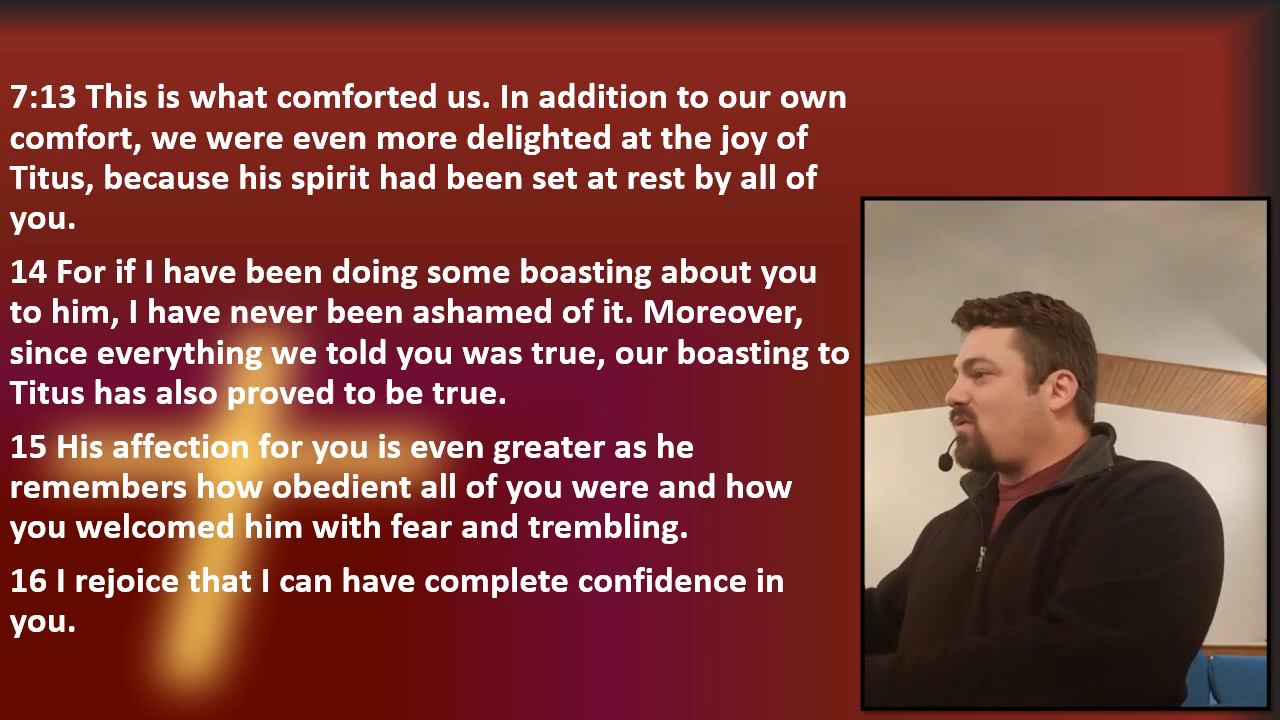 7:13 This is what comforted us. In addition to our own
comfort, we were even more delighted at the joy of
Titus, because his spirit had been set at rest by all of
you.
14 For if I have been doing some boasting about you
to him, I have never been ashamed of it. Moreover,
since everything we told you was true, our boasting to
Titus has also proved to be true.
15 His affection for you is even greater as he
remembers how obedient all of you were and how
you welcomed him with fear and trembling.
16 I rejoice that I can have complete confidence in
you.